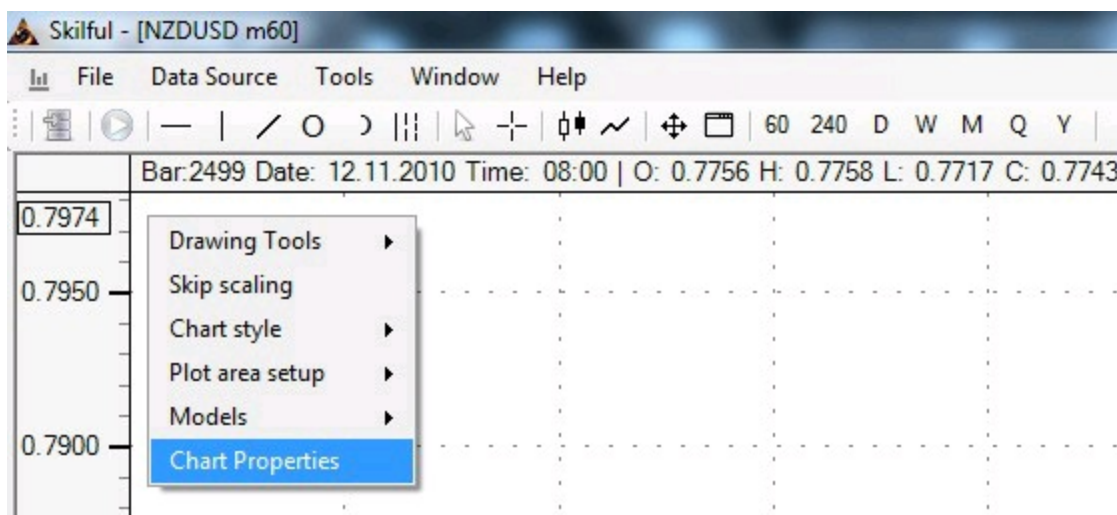 Skilful - [NZDUSD m60]
File Data Source Tools Window Help
60 240 D W M Q Y
Bar:2499 Date: 12.11.2010 Time: 08:00 | O: 0.7756 H: 0.7758 L: 0.7717 C: 0.7743
0.7974
Drawing Tools
0.7950
Skip scaling
Chart style
Plot area setup
Models
0.7900
Chart Properties